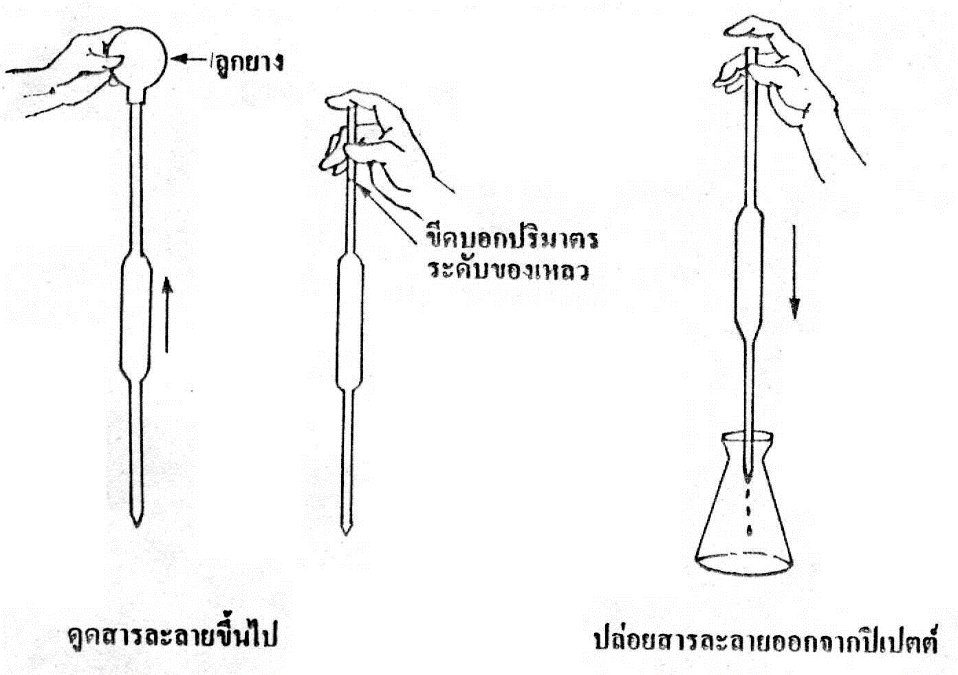 ลูกยาง
ขีดบอกปริมาตร
ระดับของเหลว
ดูดสารละลายขึ้นไป
ปล่อยสารละลายออกจากปิเปตต์